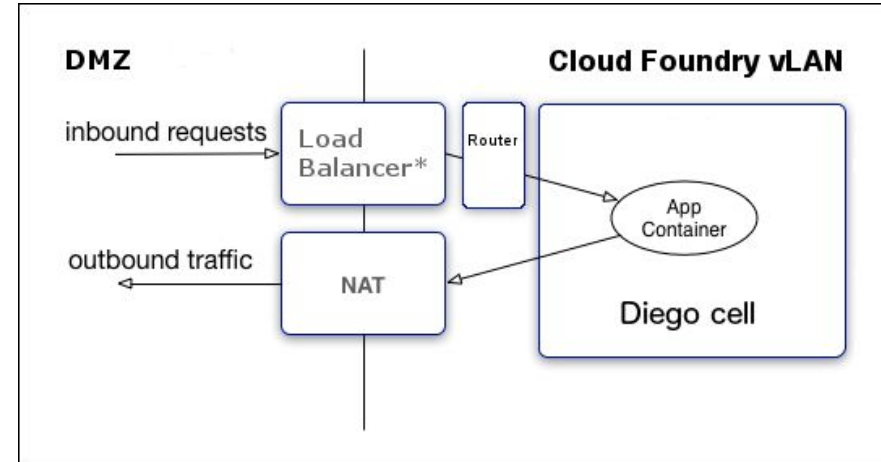 DMZ
Cloud Foundry vLAN
inbound requests
Load
Balancer*
Router
App
Container
outbound traffic
NAT
Diego cell